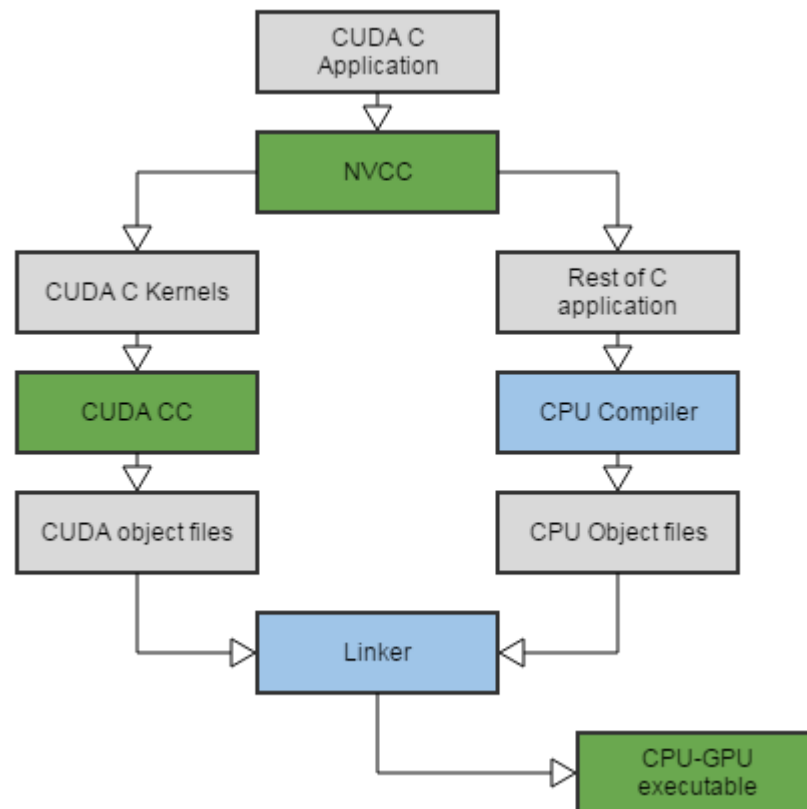 CUDA C
Application
NVCC
CUDA C Kernels
Rest of C
application
CUDA CC
CPU Compiler
CUDA object files
CPU Object files
Linker
CPU-GPU
executable